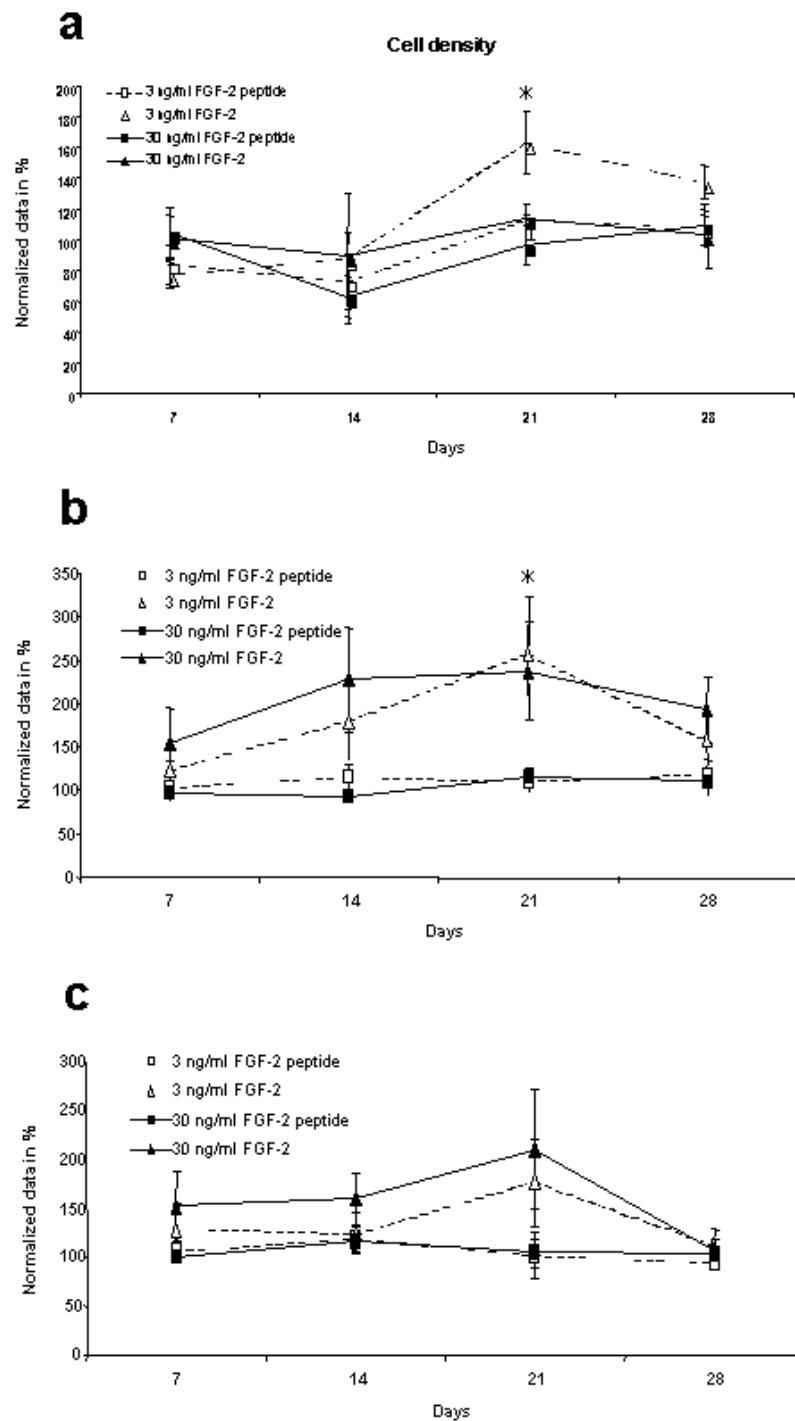 a
Cell density
200
180
160
140
120
100
80
60
40
20
0
3 ng/ml FGF-2 peptide
3 ng/ml FGF-2
30 ng/ml FGF-2 peptide
30 ng/ml FGF-2
*
Normalized data in %
7 14 21 28
Days
b
350
300
250
200
150
100
50
0
3 ng/ml FGF-2 peptide
3 ng/ml FGF-2
30 ng/ml FGF-2 peptide
30 ng/ml FGF-2
*
Normalized data in %
7 14 21 28
Days
c
300
250
200
150
100
50
0
3 ng/ml FGF-2 peptide
3 ng/ml FGF-2
30 ng/ml FGF-2 peptide
30 ng/ml FGF-2
Normalized data in %
7 14 21 28
Days